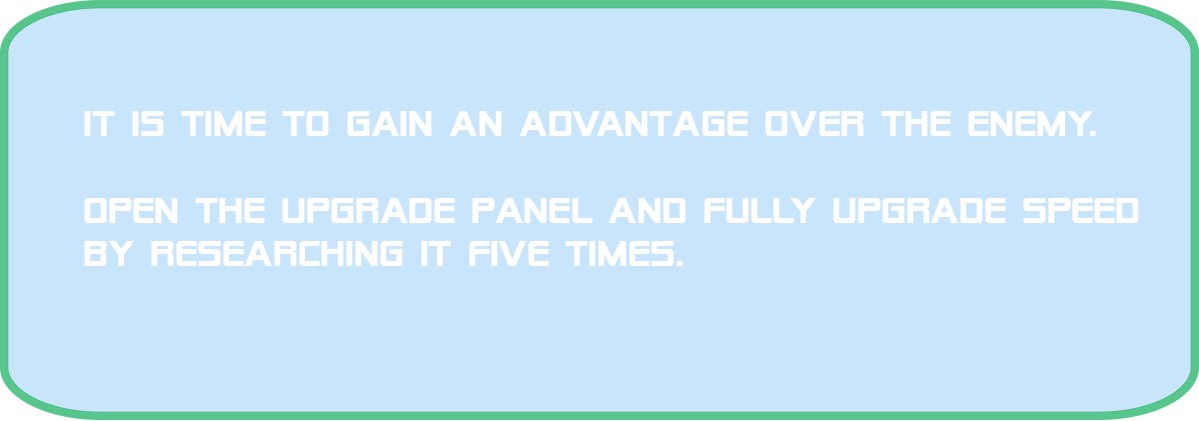 IT IS TIME TO GAIN AN ADVANTAGE OVER THE ENEMY.
OPEN THE UPGRADE PANEL AND FULLY UPGRADE SPEED
BY RESEARCHING IT FIVE TIMES.